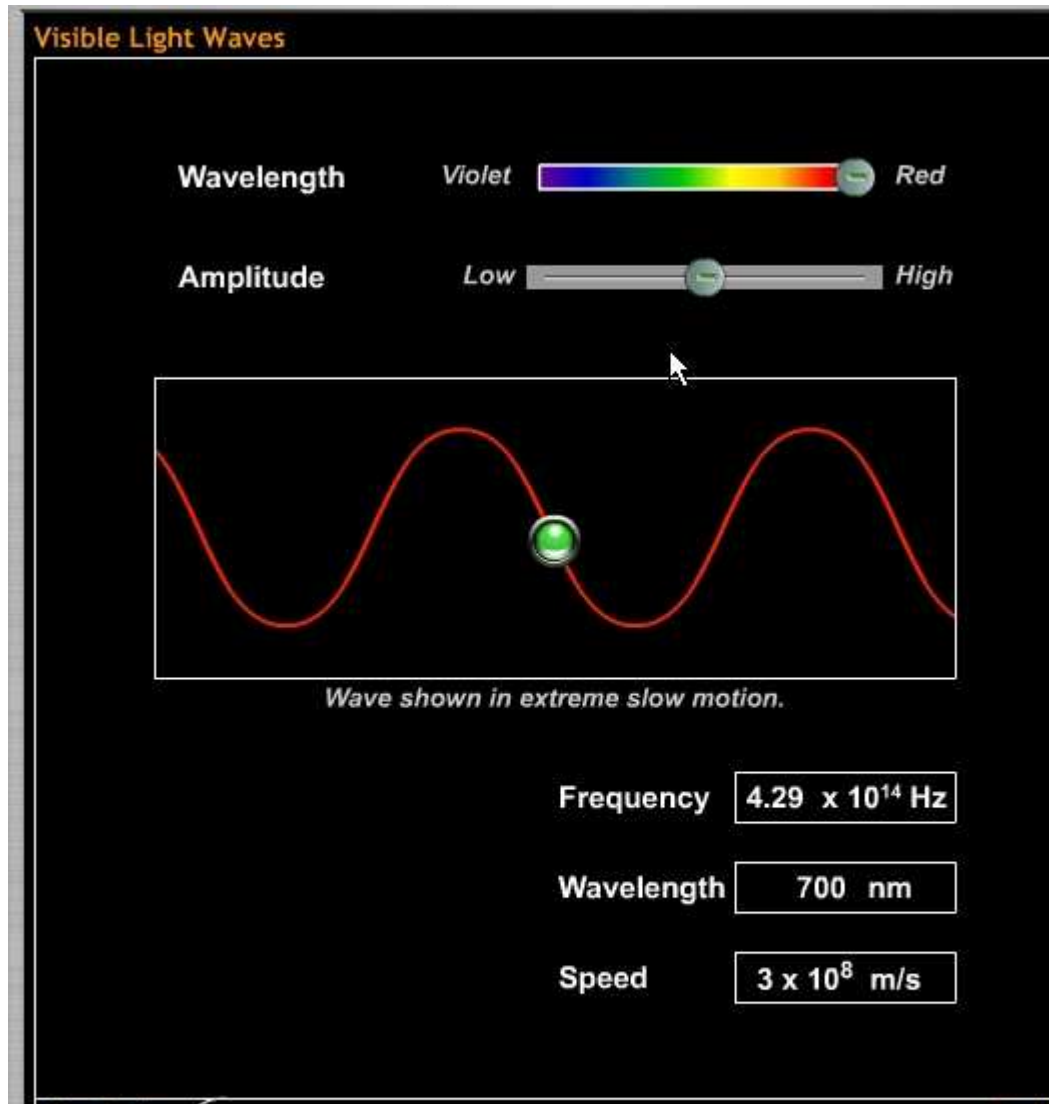 Visible Light Waves
Wavelength Violet Red
Amplitude Low High
Wave shown in extreme slow motion.
Frequency 4.29 x 10¹⁴ Hz
Wavelength 700 nm
Speed 3 x 10⁸ m/s